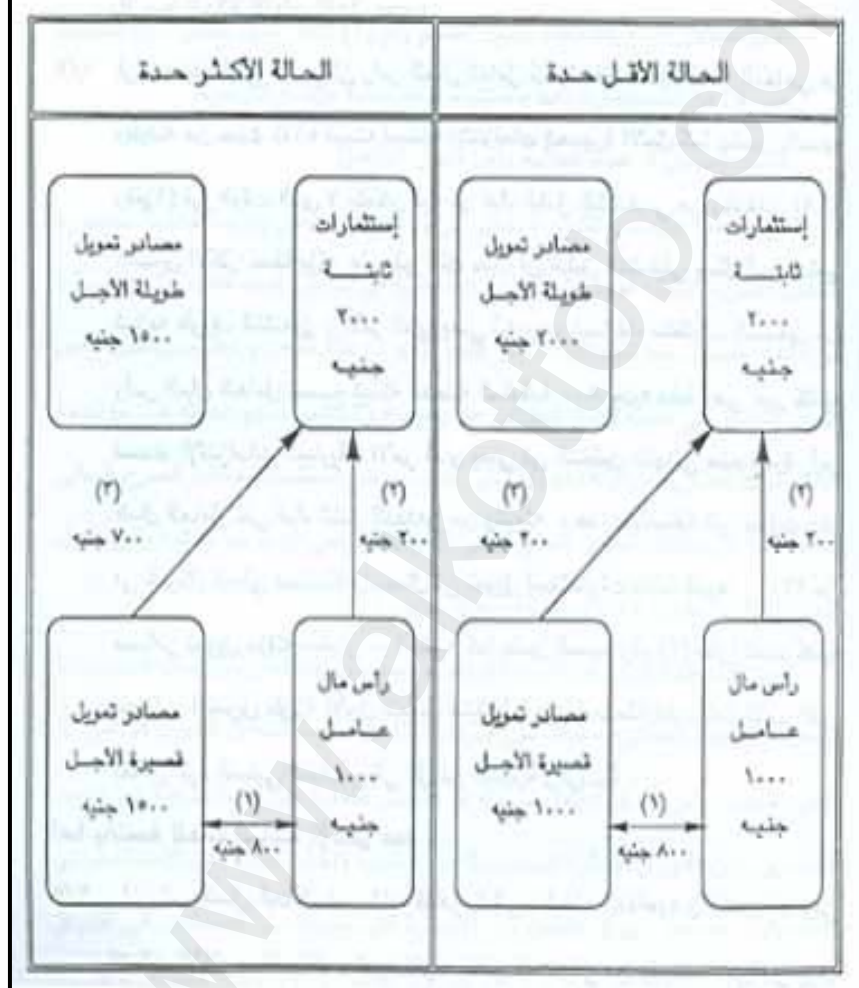 الحالة الأقل حدة
الحالة الأكثر حدة
إستثمارات
ثابتة
٢٠٠٠
جنيه
مصادر تمويل
طويلة الأجل
٢٠٠٠ جنيه
(٢)
٢٠٠ جنيه
(٣)
٢٠٠ جنيه
رأس مال
عامل
١٠٠٠
جنيه
(١)
٨٠٠ جنيه
مصادر تمويل
قصيرة الأجل
١٠٠٠ جنيه
إستثمارات
ثابتة
٢٠٠٠
جنيه
مصادر تمويل
طويلة الأجل
١٥٠٠ جنيه
(٢)
٢٠٠ جنيه
(٣)
٧٠٠ جنيه
رأس مال
عامل
١٠٠٠
جنيه
(١)
٨٠٠ جنيه
مصادر تمويل
قصيرة الأجل
١٥٠٠ جنيه
www.alkottob.com